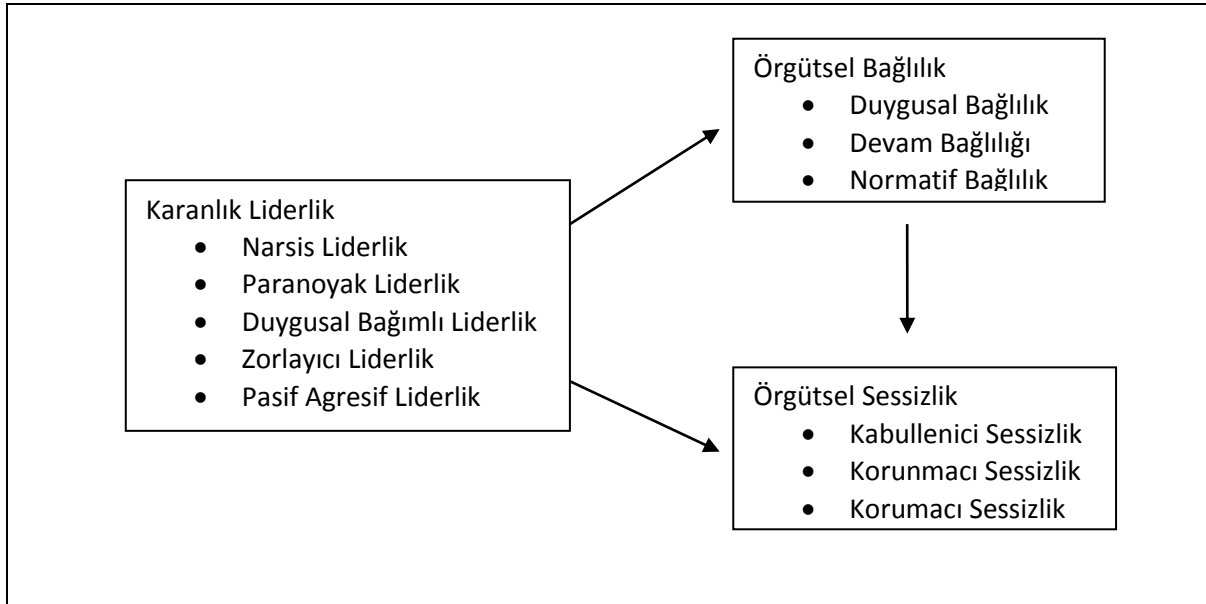 Karanlık Liderlik
• Narsis Liderlik
• Paranoyak Liderlik
• Duygusal Bağımlı Liderlik
• Zorlayıcı Liderlik
• Pasif Agresif Liderlik
Örgütsel Bağlılık
• Duygusal Bağlılık
• Devam Bağlılığı
• Normatif Bağlılık
Örgütsel Sessizlik
• Kabullenici Sessizlik
• Korunmacı Sessizlik
• Korumacı Sessizlik